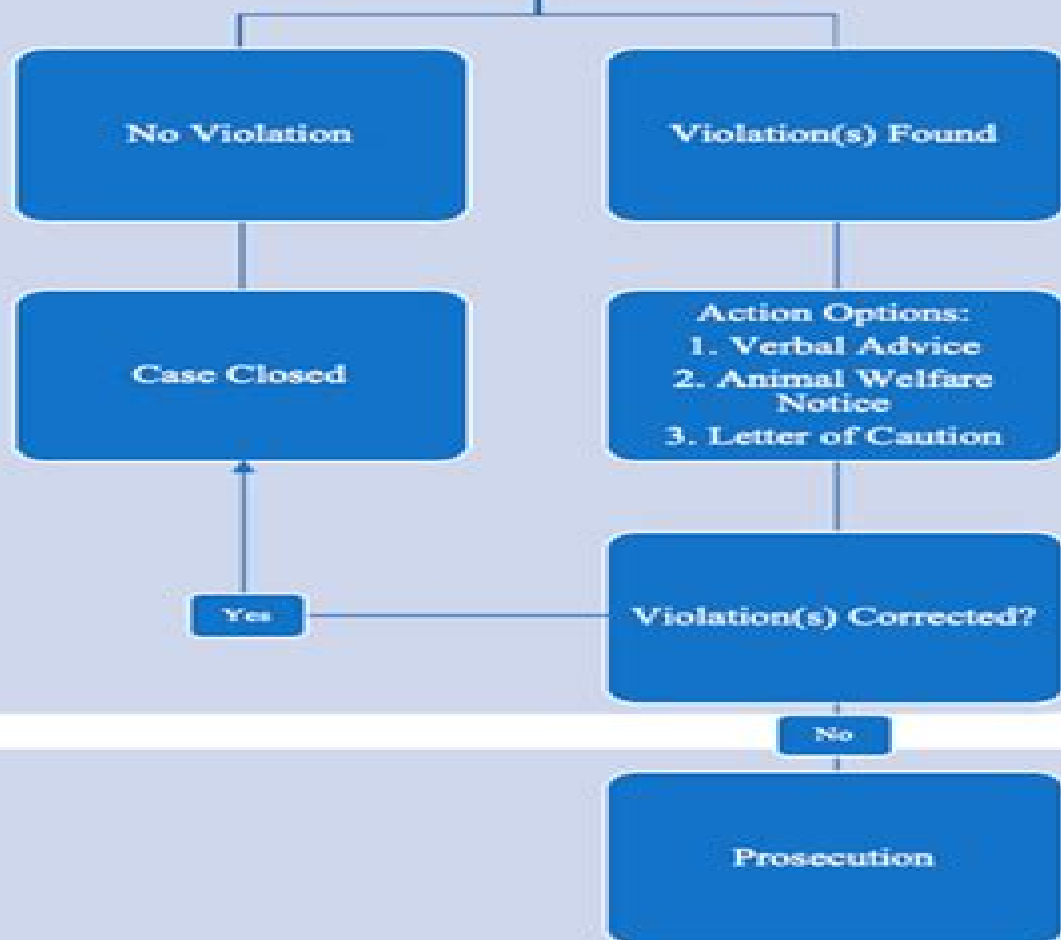 No Violation
Violation(s) Found
Case Closed
Action Options:
1. Verbal Advice
2. Animal Welfare
Notice
3. Letter of Caution
Yes
Violation(s) Corrected?
No
Prosecution